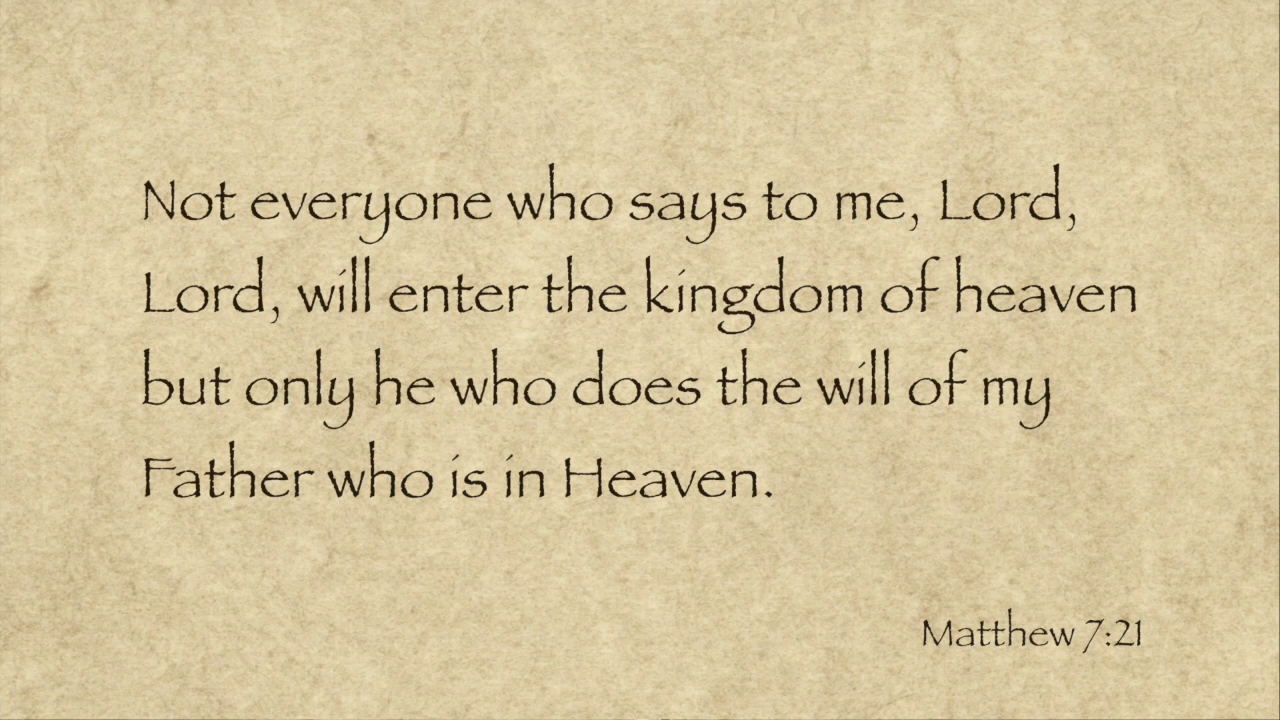 Not everyone who says to me, Lord,
Lord, will enter the kingdom of heaven
but only he who does the will of my
Father who is in Heaven.
Matthew 7:21